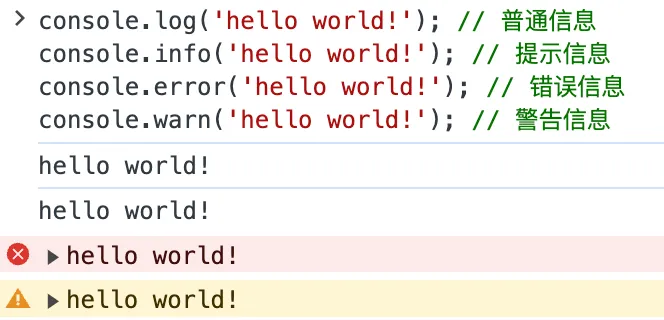 console.log('hello world!'); // 普通信息
console.info('hello world!'); // 提示信息
console.error('hello world!'); // 错误信息
console.warn('hello world!'); // 警告信息
hello world!
hello world!
hello world!
hello world!